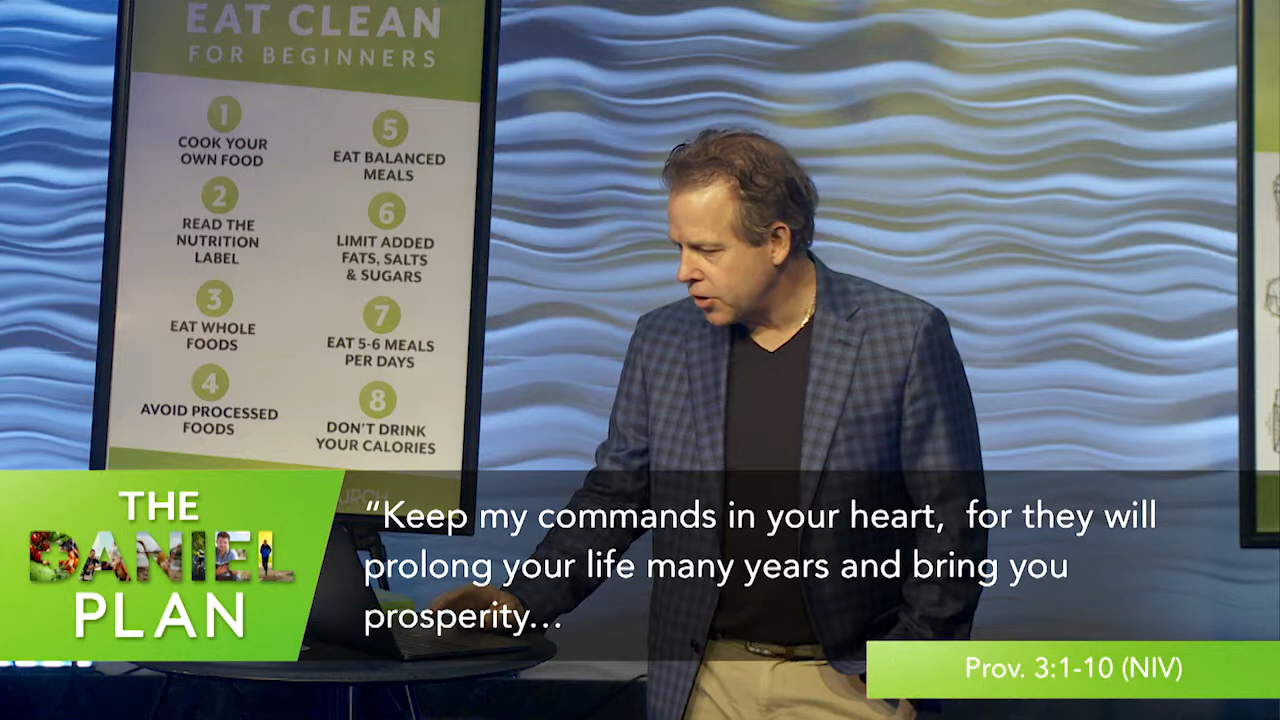 EAT CLEAN
FOR BEGINNERS
1
COOK YOUR
OWN FOOD
2
READ THE
NUTRITION
LABEL
3
EAT WHOLE
FOODS
4
AVOID PROCESSED
FOODS
5
EAT BALANCED
MEALS
6
LIMIT ADDED
FATS, SALTS
& SUGARS
7
EAT 5-6 MEALS
PER DAYS
8
DON'T DRINK
YOUR CALORIES
THE
DANIEL
PLAN
“Keep my commands in your heart, for they will
prolong your life many years and bring you
prosperity...
Prov. 3:1-10 (NIV)